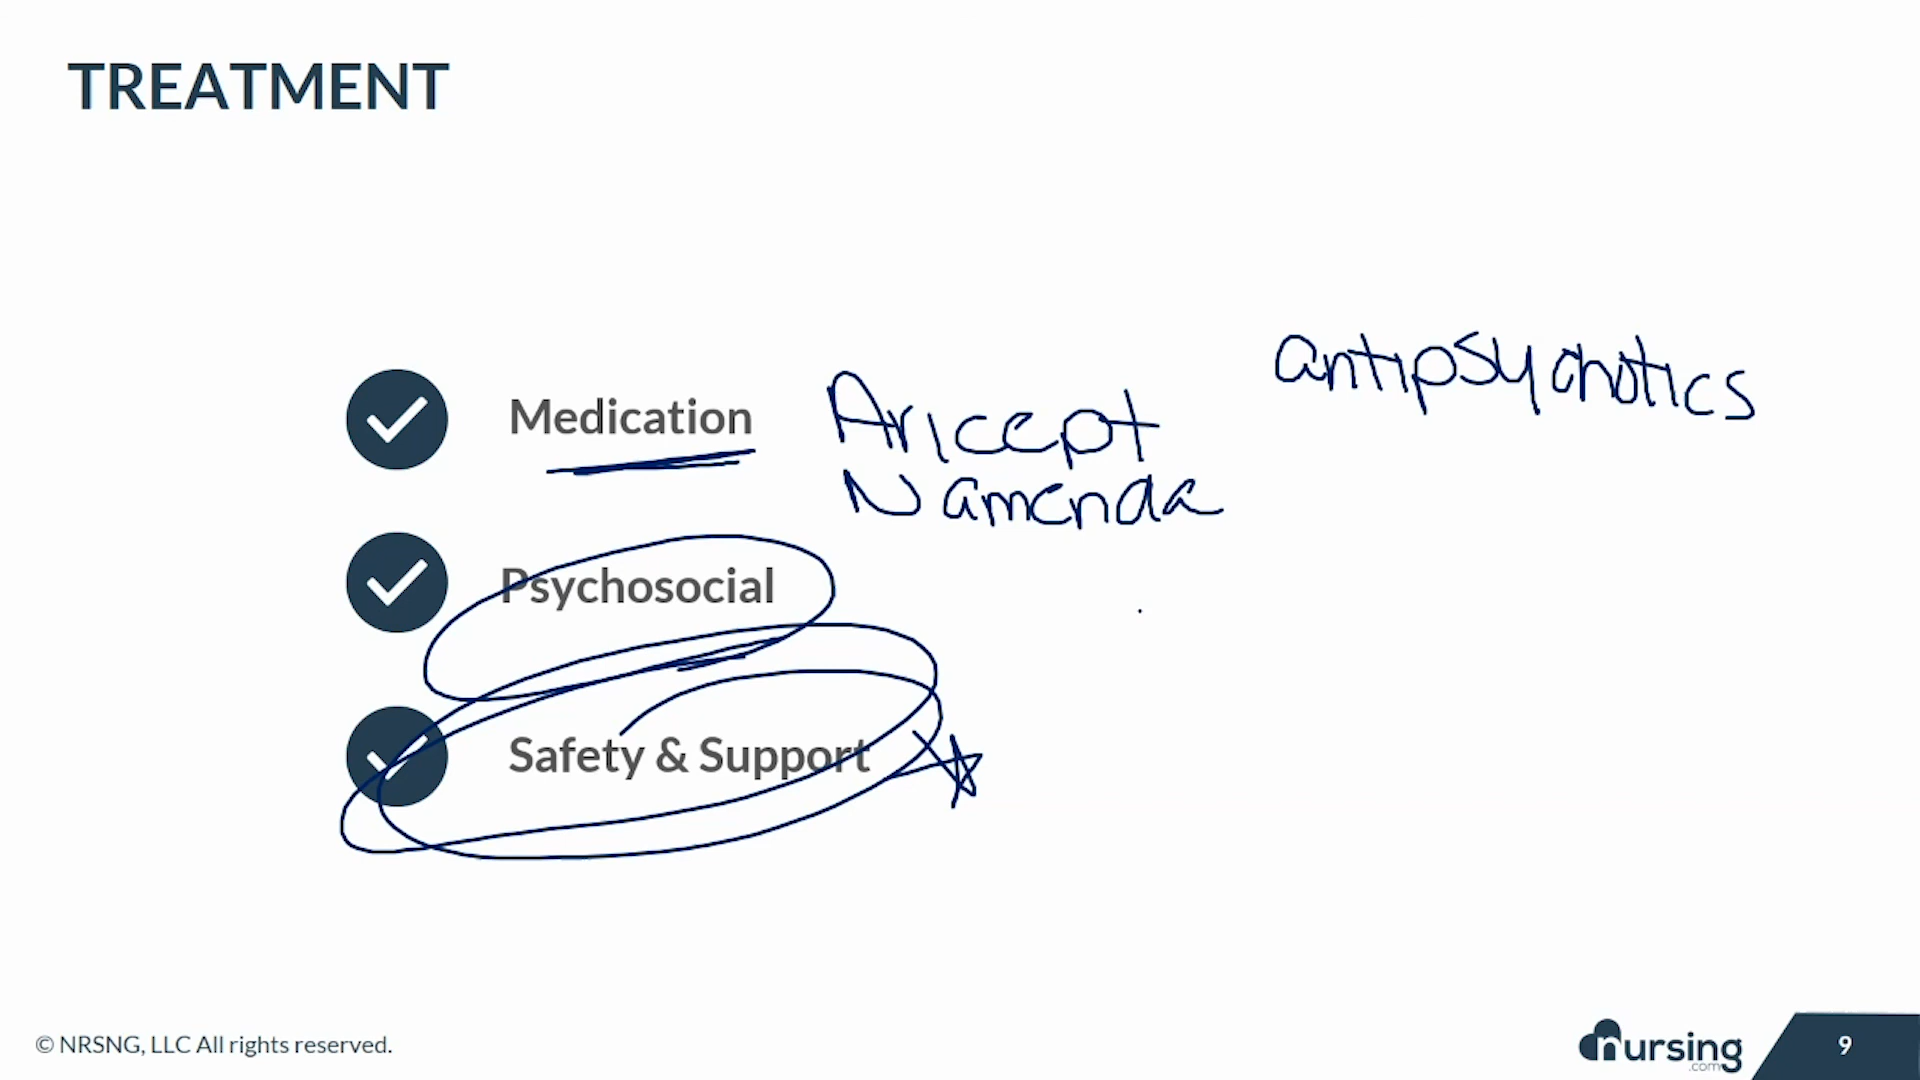 TREATMENT
antipsychotics
Medication Aricept
Namenda
Psychosocial
Safety & Support
© NRSNG, LLC All rights reserved.
nursing
.com
9